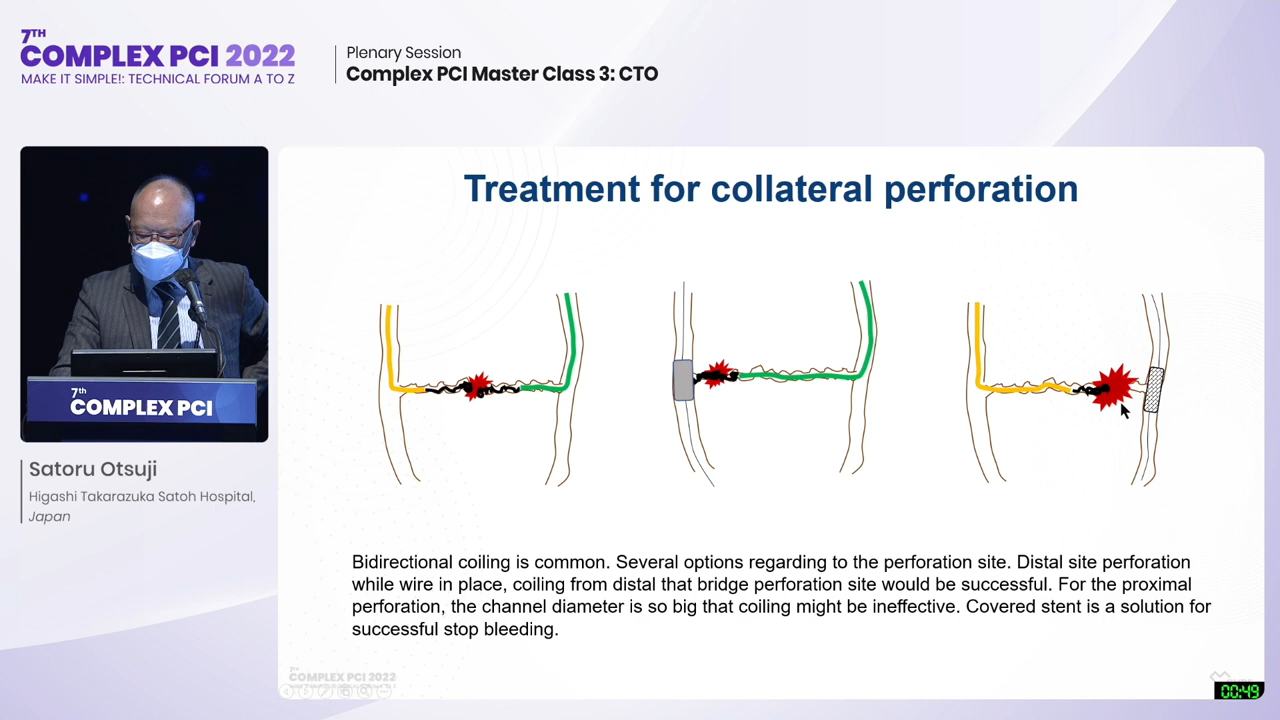 7TH
COMPLEX PCI 2022
MAKE IT SIMPLE!: TECHNICAL FORUM A TO Z
Plenary Session
Complex PCI Master Class 3: CTO
7th
COMPLEX PCI
Satoru Otsuji
Higashi Takarazuka Satoh Hospital,
Japan
Treatment for collateral perforation
Bidirectional coiling is common. Several options regarding to the perforation site. Distal site perforation
while wire in place, coiling from distal that bridge perforation site would be successful. For the proximal
perforation, the channel diameter is so big that coiling might be ineffective. Covered stent is a solution for
successful stop bleeding.
7TH
COMPLEX PCI 2022
00:49